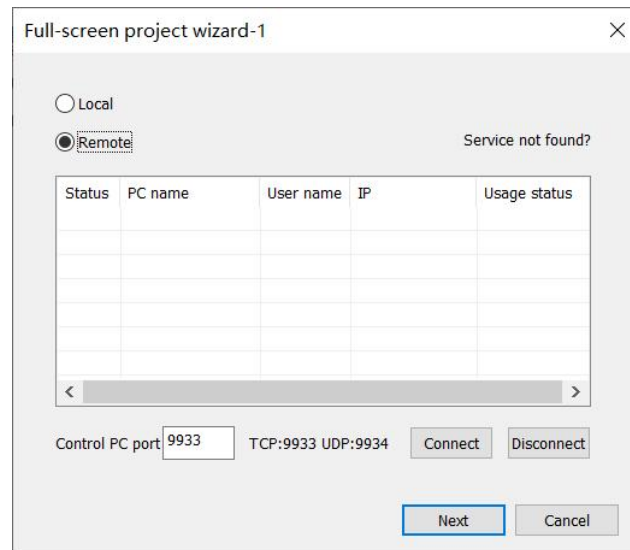 Full-screen project wizard-1
Local
Remote
Service not found?
Status PC name User name IP Usage status
Control PC port 9933 TCP:9933 UDP:9934 Connect Disconnect
Next Cancel